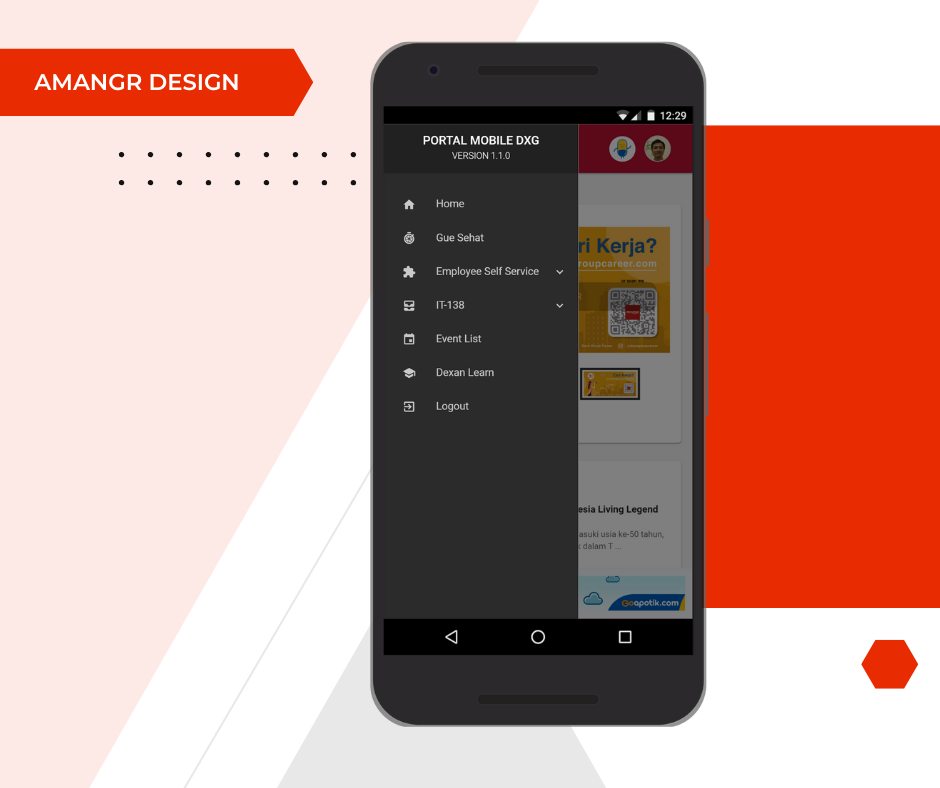 AMANGR DESIGN
12:29
PORTAL MOBILE DXG
VERSION 1.1.0
Home
Gue Sehat
Employee Self Service
IT-138
Event List
Dexan Learn
Logout
ri Kerja?
roupcareer.com
esia Living Legend
asuki usia ke-50 tahun,
k dalam T ...
Goapotik.com